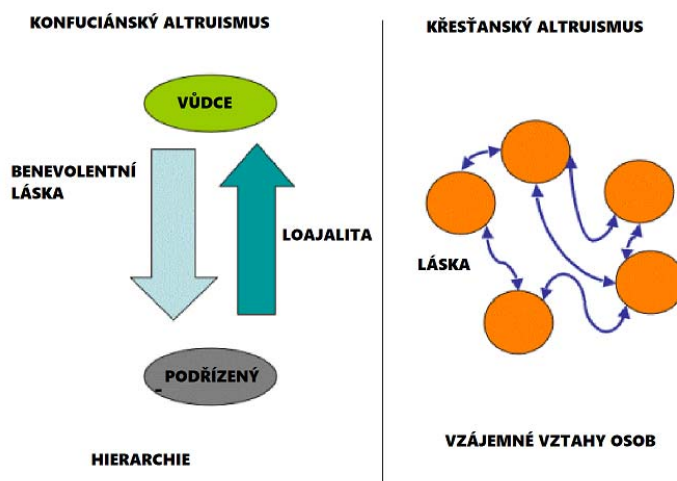 KONFUCIÁNSKÝ ALTRUISMUS
VŮDCE
BENEVOLENTNÍ
LÁSKA
LOAJALITA
PODŘÍZENÝ
HIERARCHIE
KŘESŤANSKÝ ALTRUISMUS
LÁSKA
VZÁJEMNÉ VZTAHY OSOB